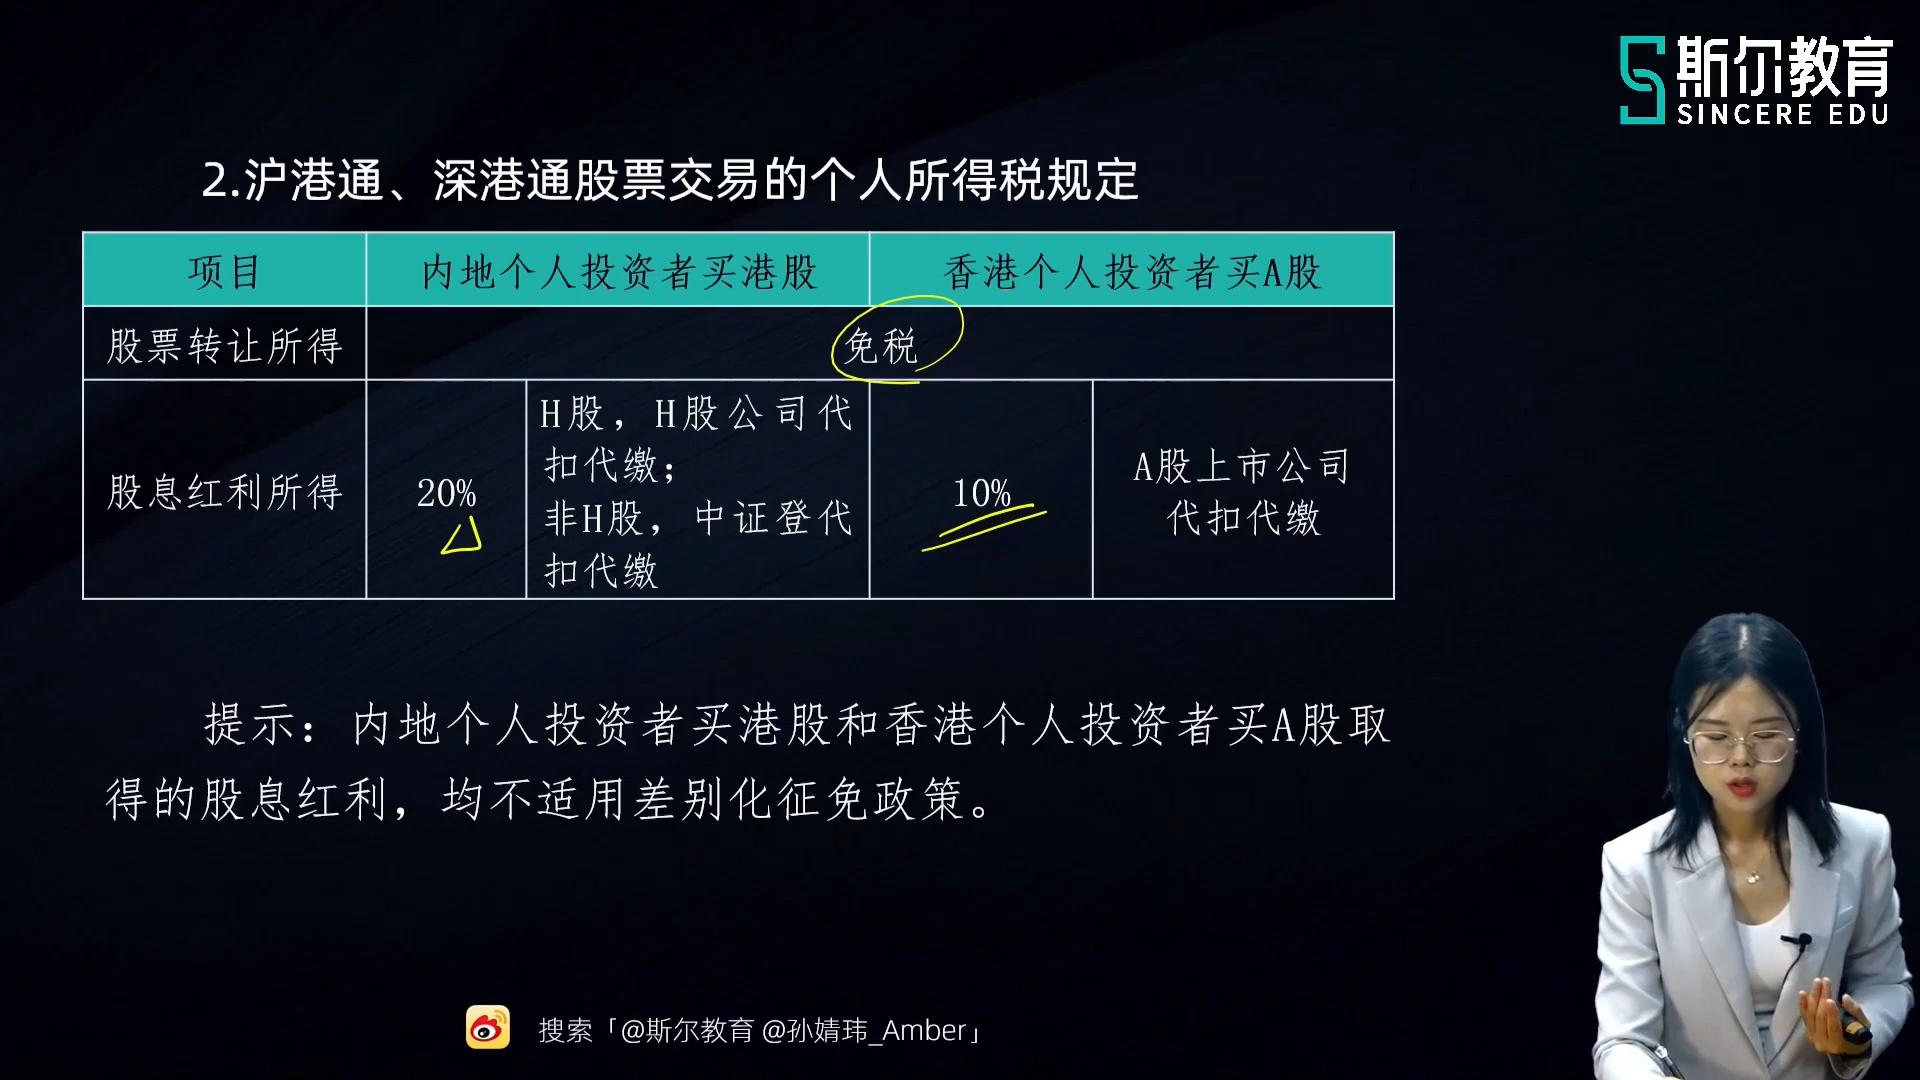 斯尔教育
SINCERE EDU
2.沪港通、深港通股票交易的个人所得税规定
项目
内地个人投资者买港股
香港个人投资者买A股
股票转让所得
免税
股息红利所得
20%
H股，H股公司代
扣代缴；
非H股，中证登代
扣代缴
10%
A股上市公司
代扣代缴
提示：内地个人投资者买港股和香港个人投资者买A股取
得的股息红利，均不适用差别化征免政策。
搜索「@斯尔教育 @孙婧玮_Amber」